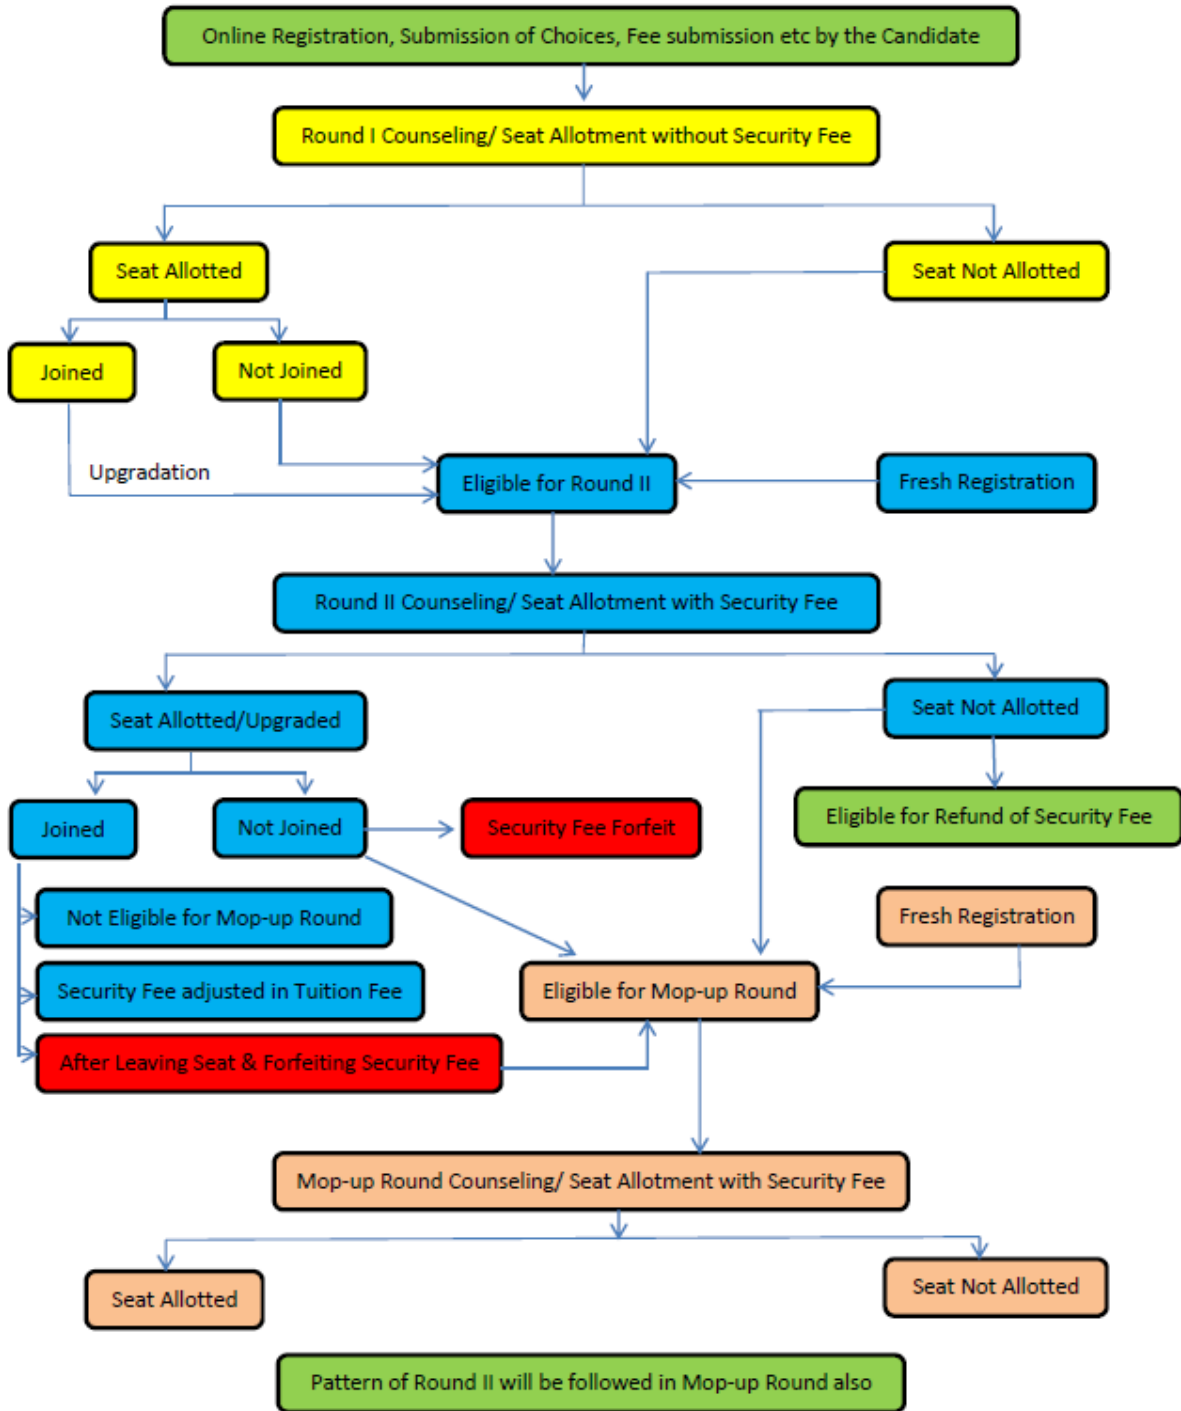 Online Registration, Submission of Choices, Fee submission etc by the Candidate
Round I Counseling/ Seat Allotment without Security Fee
Seat Allotted
Seat Not Allotted
Joined
Not Joined
Upgradation
Eligible for Round II
Fresh Registration
Round II Counseling/ Seat Allotment with Security Fee
Seat Allotted/Upgraded
Seat Not Allotted
Joined
Not Joined
Security Fee Forfeit
Eligible for Refund of Security Fee
Not Eligible for Mop-up Round
Fresh Registration
Security Fee adjusted in Tuition Fee
Eligible for Mop-up Round
After Leaving Seat & Forfeiting Security Fee
Mop-up Round Counseling/ Seat Allotment with Security Fee
Seat Allotted
Seat Not Allotted
Pattern of Round II will be followed in Mop-up Round also